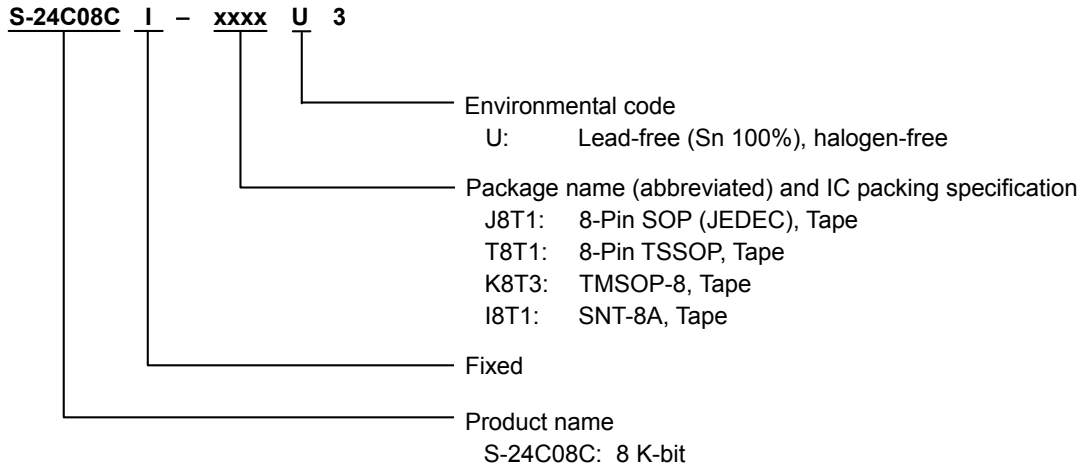 S-24C08C I – xxxx U 3
Environmental code
U: Lead-free (Sn 100%), halogen-free
Package name (abbreviated) and IC packing specification
J8T1: 8-Pin SOP (JEDEC), Tape
T8T1: 8-Pin TSSOP, Tape
K8T3: TMSOP-8, Tape
I8T1: SNT-8A, Tape
Fixed
Product name
S-24C08C: 8 K-bit